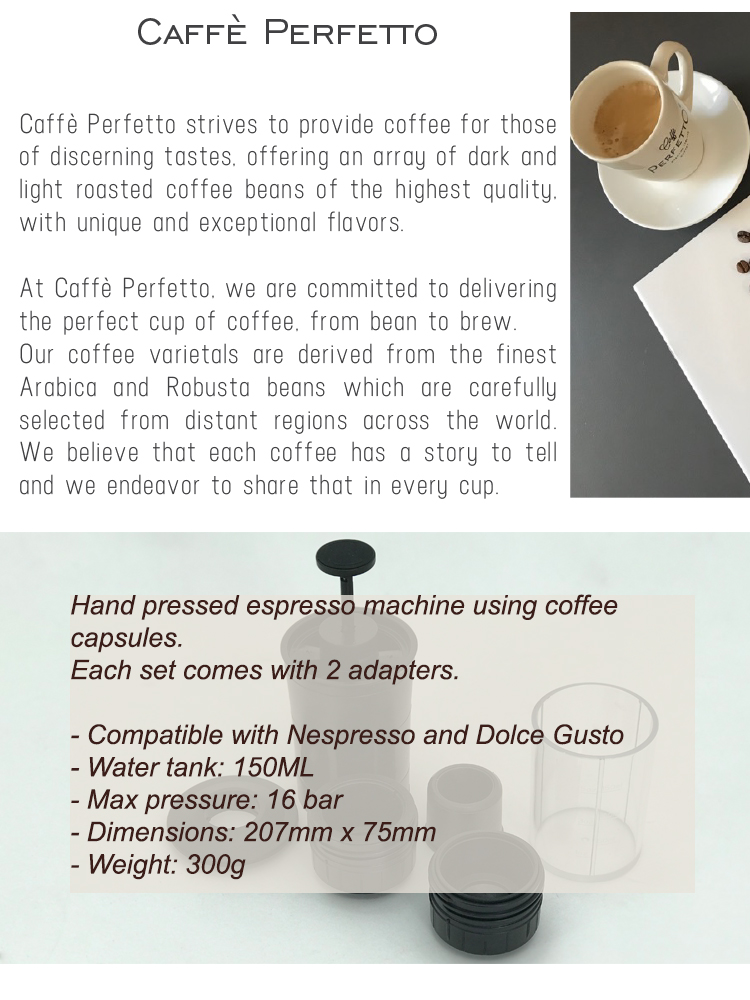 CAFFÈ PERFETTO
Caffè Perfetto strives to provide coffee for those
of discerning tastes, offering an array of dark and
light roasted coffee beans of the highest quality,
with unique and exceptional flavors.
At Caffè Perfetto, we are committed to delivering
the perfect cup of coffee, from bean to brew.
Our coffee varietals are derived from the finest
Arabica and Robusta beans which are carefully
selected from distant regions across the world.
We believe that each coffee has a story to tell
and we endeavor to share that in every cup.
Caffè
PERFETTO
Hand pressed espresso machine using coffee
capsules.
Each set comes with 2 adapters.
- Compatible with Nespresso and Dolce Gusto
- Water tank: 150ML
- Max pressure: 16 bar
- Dimensions: 207mm x 75mm
- Weight: 300g